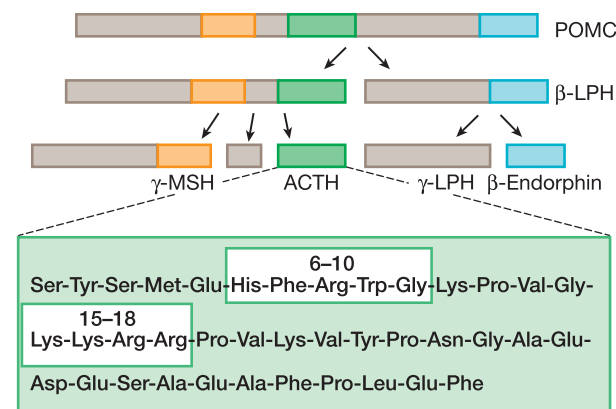 POMC
β-LPH
γ-MSH ACTH γ-LPH β-Endorphin
6–10
Ser-Tyr-Ser-Met-Glu-His-Phe-Arg-Trp-Gly-Lys-Pro-Val-Gly-
15–18
Lys-Lys-Arg-Arg-Pro-Val-Lys-Val-Tyr-Pro-Asn-Gly-Ala-Glu-
Asp-Glu-Ser-Ala-Glu-Ala-Phe-Pro-Leu-Glu-Phe